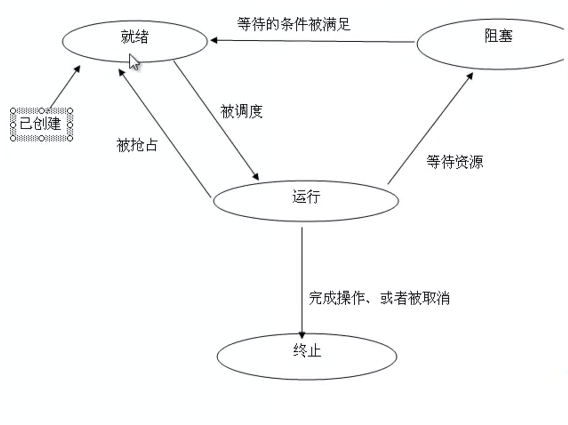 等待的条件被满足
就绪
阻塞
被调度
已创建
被抢占
等待资源
运行
完成操作、或者被取消
终止